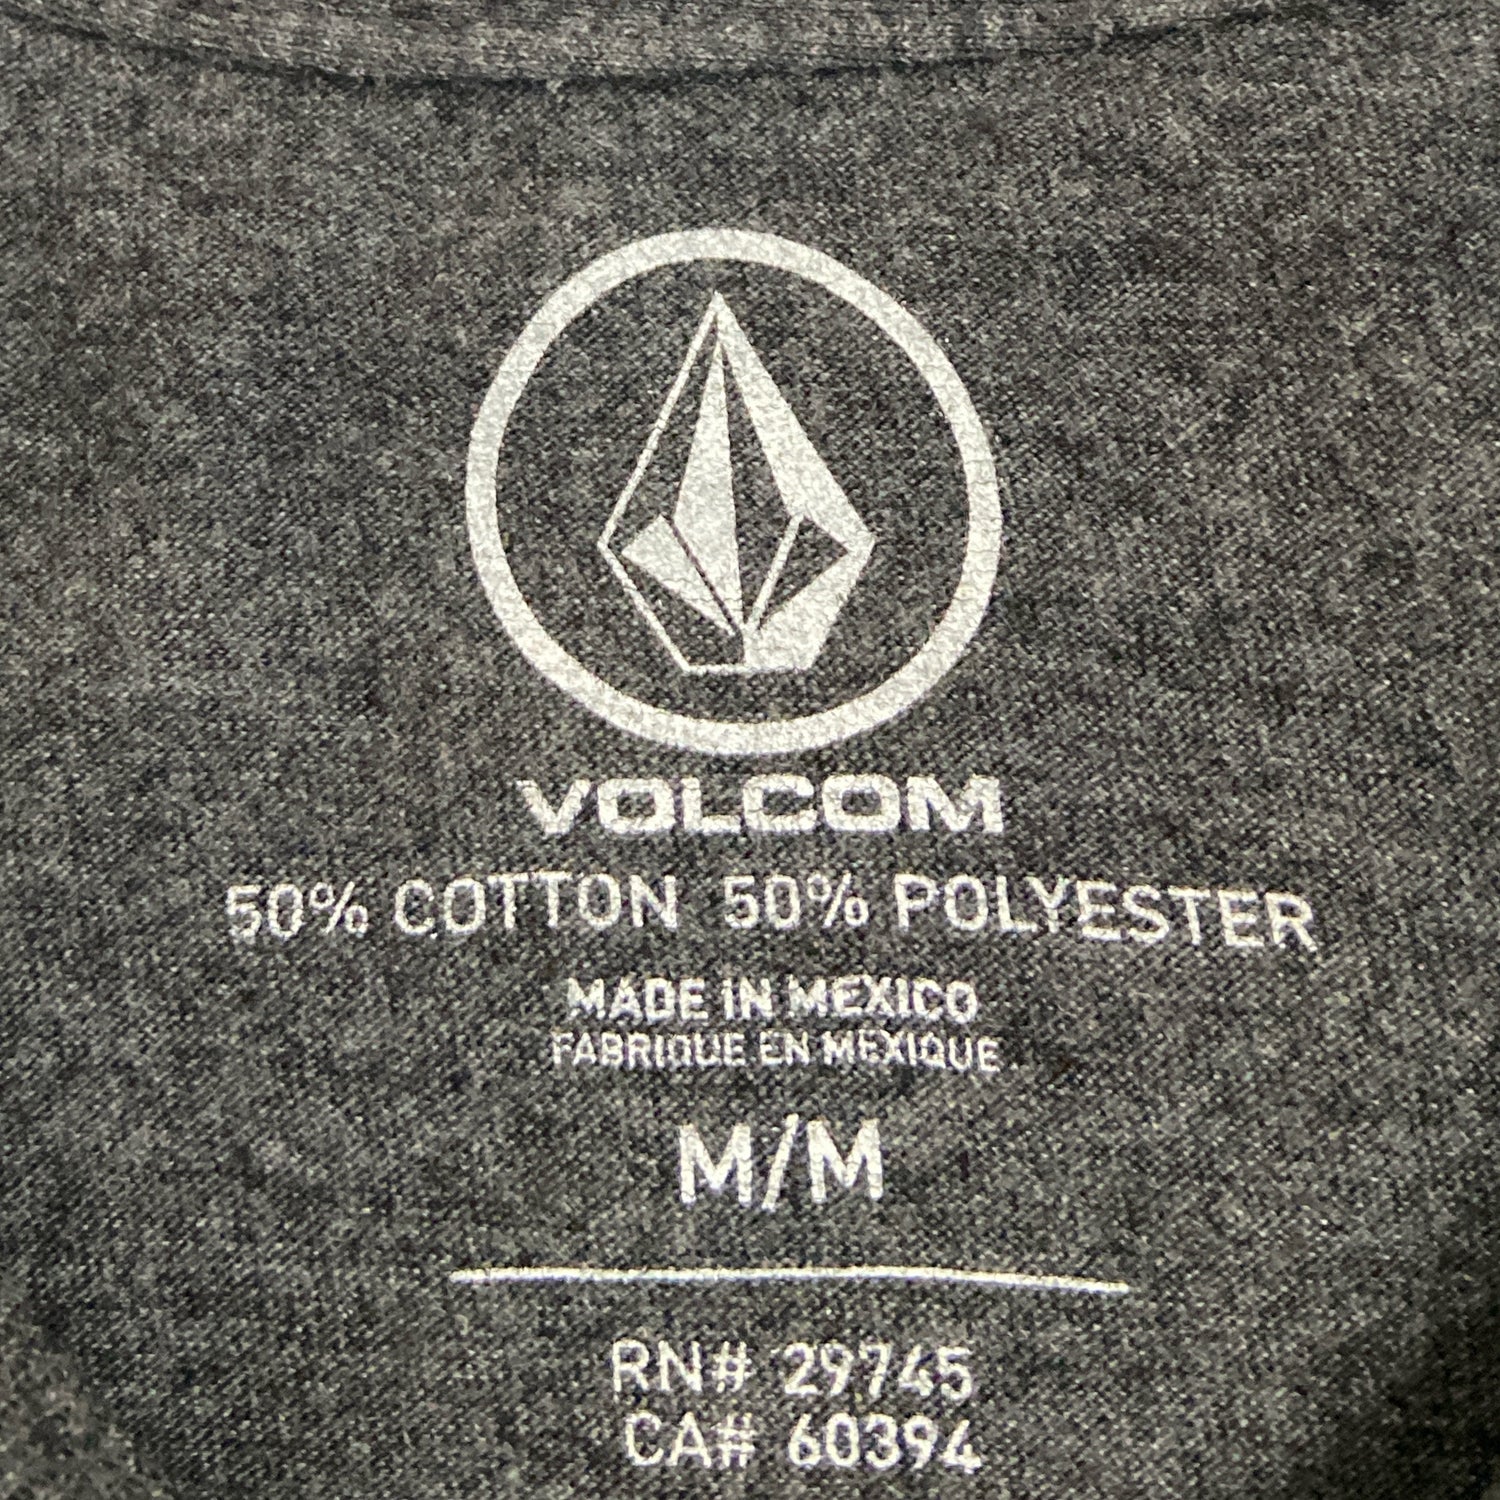 VOLCOM
50% COTTON 50% POLYESTER
MADE IN MEXICO
FABRIQUE EN MEXIQUE
M/M
RN# 29745
CA# 60394